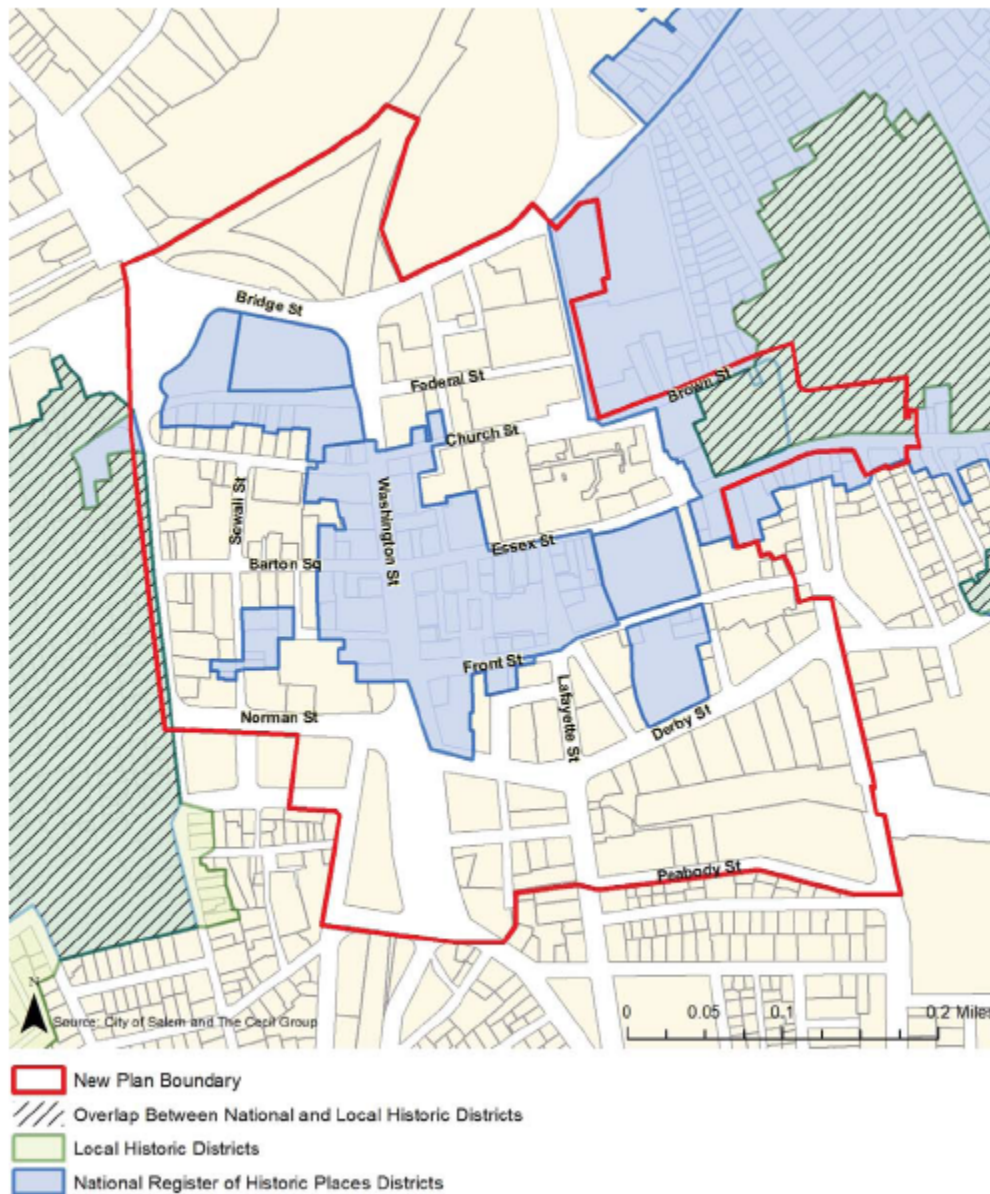 Bridge St
Federal St
Brown St
Church St
Sewall St
Washington St
Essex St
Barton Sq
Front St
Lafayette St
Norman St
Derby St
Peabody St
N
Source: City of Salem and The Cecil Group
0 0.05 0.1 0.2 Miles
New Plan Boundary
Overlap Between National and Local Historic Districts
Local Historic Districts
National Register of Historic Places Districts